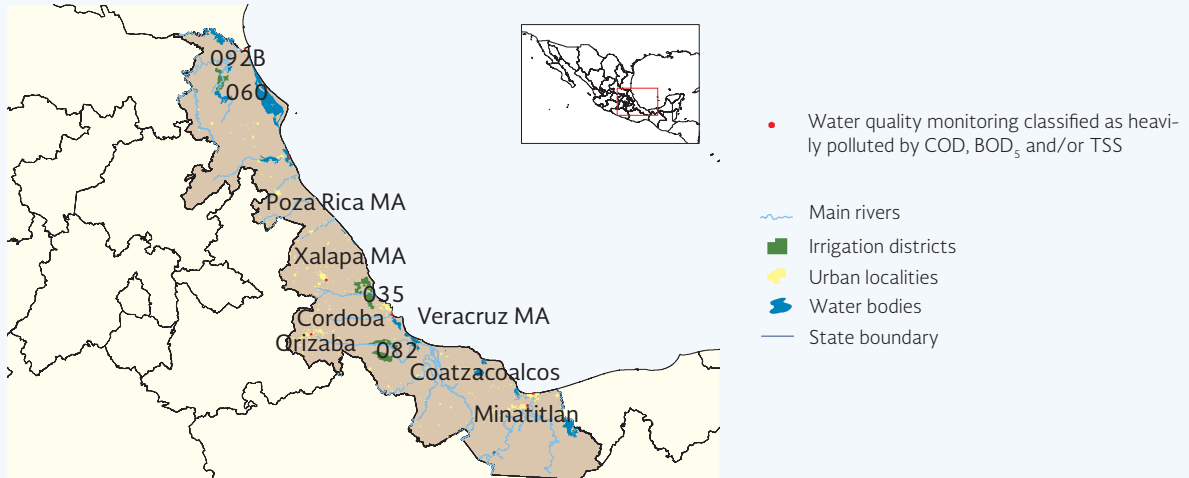 092B
060
Poza Rica MA
Xalapa MA
035
Veracruz MA
Cordoba
Orizaba
082
Coatzacoalcos
Minatitlan
Water quality monitoring classified as heavi-
ly polluted by COD, BOD5 and/or TSS
Main rivers
Irrigation districts
Urban localities
Water bodies
State boundary